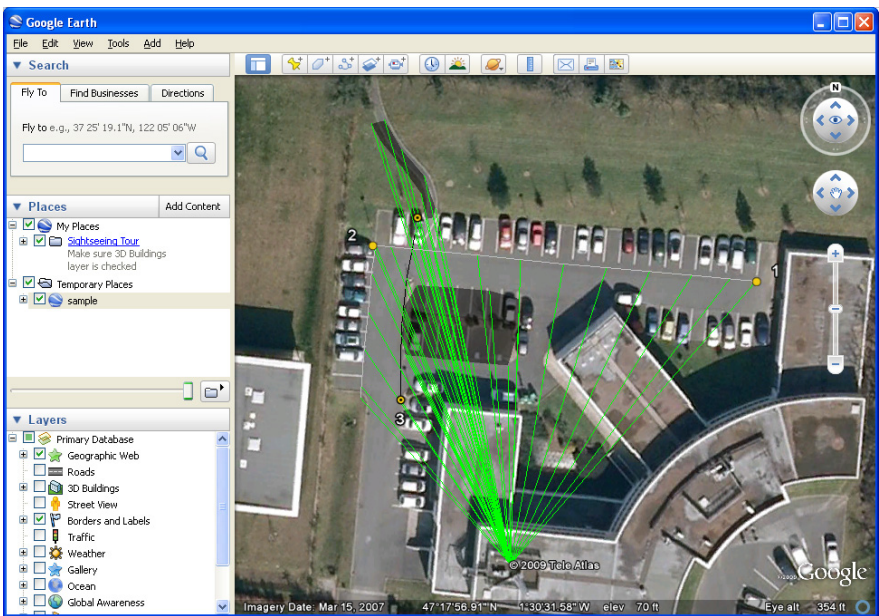 Google Earth
File Edit View Tools Add Help
Search
Fly To Find Businesses Directions
Fly to e.g., 37 25' 19.1"N, 122 05' 06"W
Places Add Content
My Places
Sightseeing Tour
Make sure 3D Buildings
layer is checked
Temporary Places
sample
Layers
Primary Database
Geographic Web
Roads
3D Buildings
Street View
Borders and Labels
Traffic
Weather
Gallery
Ocean
Global Awareness
N
2
1
3
© 2009 Tele Atlas
Google
Imagery Date: Mar 15, 2007 47°17'56.91"N 1°30'31.58"W elev 70 ft Eye alt 354 ft